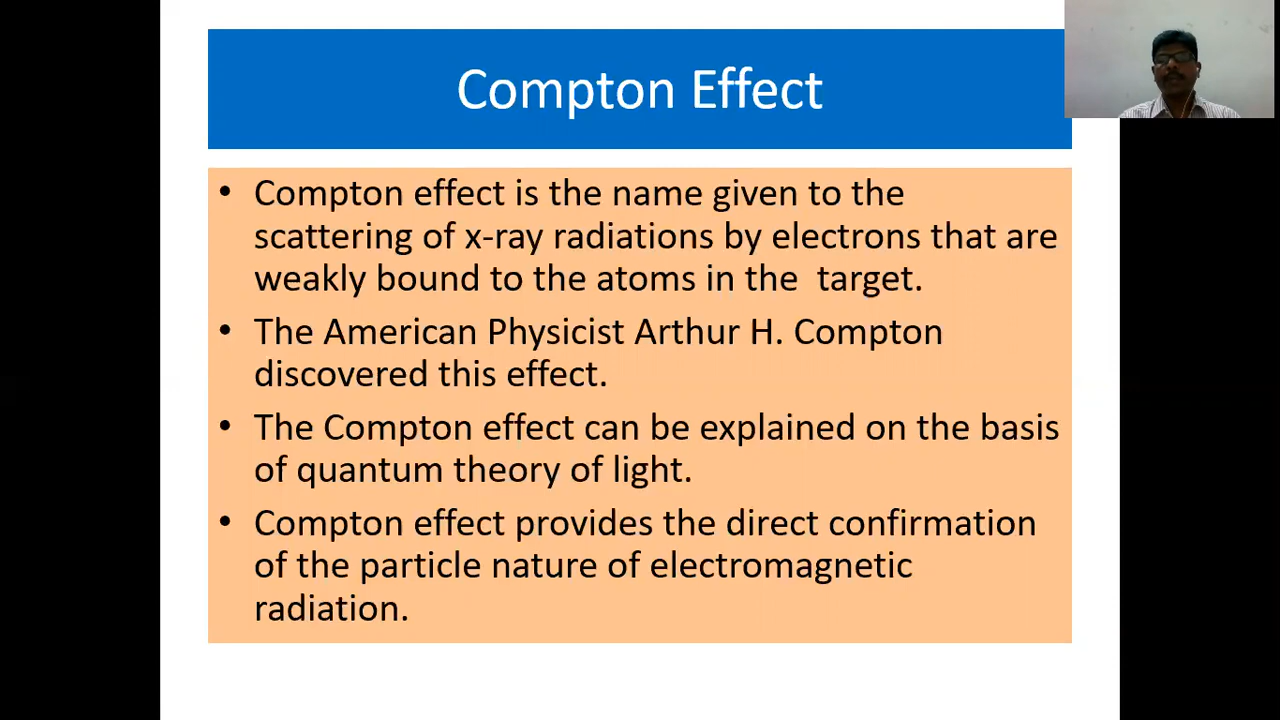 Compton Effect
• Compton effect is the name given to the
scattering of x-ray radiations by electrons that are
weakly bound to the atoms in the  target.
• The American Physicist Arthur H. Compton
discovered this effect.
• The Compton effect can be explained on the basis
of quantum theory of light.
• Compton effect provides the direct confirmation
of the particle nature of electromagnetic
radiation.